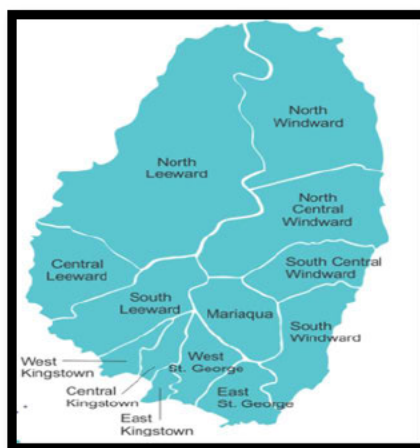 North
Windward
North
Leeward
North
Central
Windward
Central
Leeward
South Central
Windward
South
Leeward
Mariaqua
South
Windward
West
Kingstown
West
St. George
Central
Kingstown
East
St. George
East
Kingstown